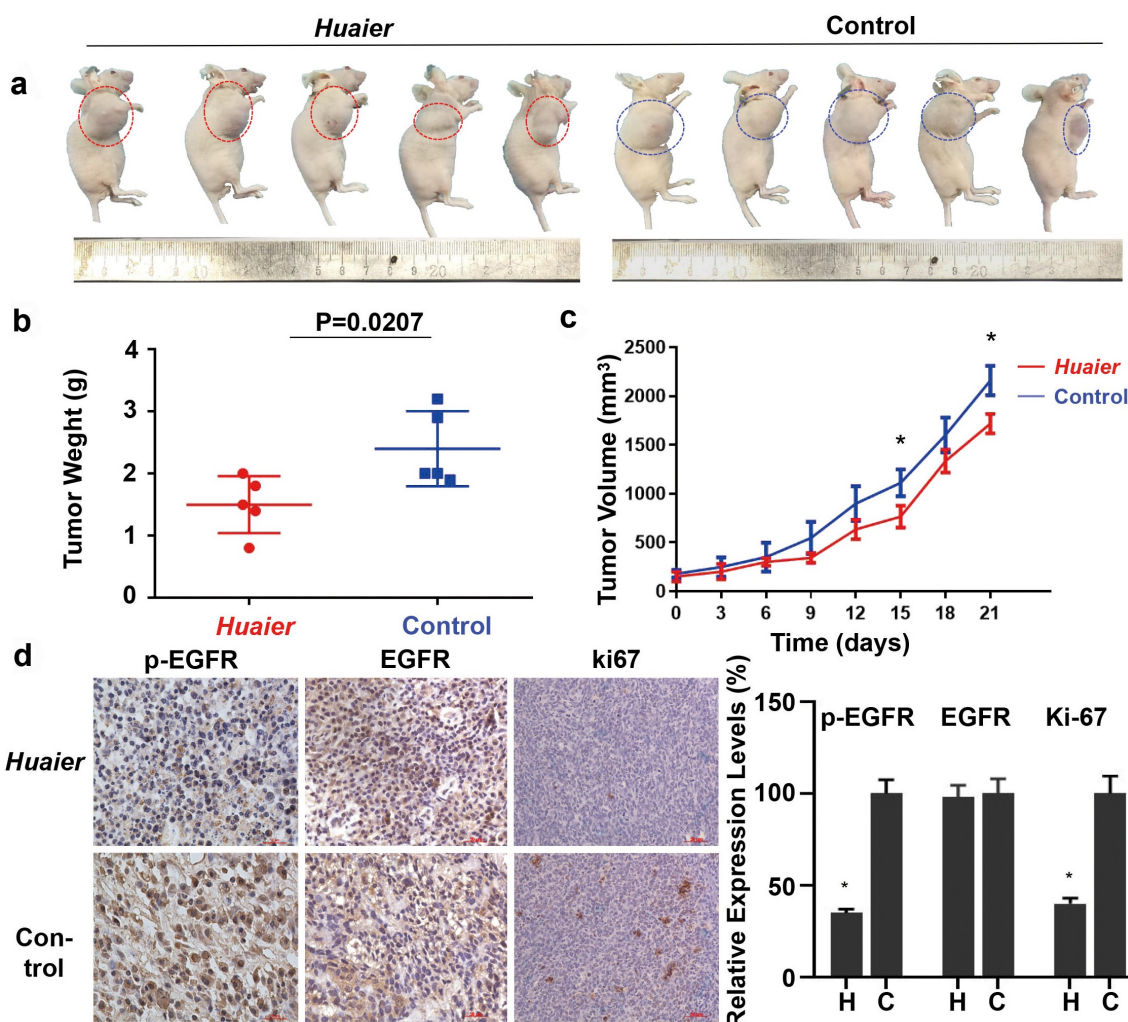 Huaier Control
a
b
P=0.0207
Tumor Weght (g)
4
3
2
1
0
Huaier Control
c
*
*
Huaier
Control
Tumor Volume (mm³)
2500
2000
1500
1000
500
0
0 3 6 9 12 15 18 21
Time (days)
d
p-EGFR EGFR ki67
Huaier
Con-
trol
Relative Expression Levels (%)
150
100
50
0
p-EGFR EGFR Ki-67
* *
H C H C H C